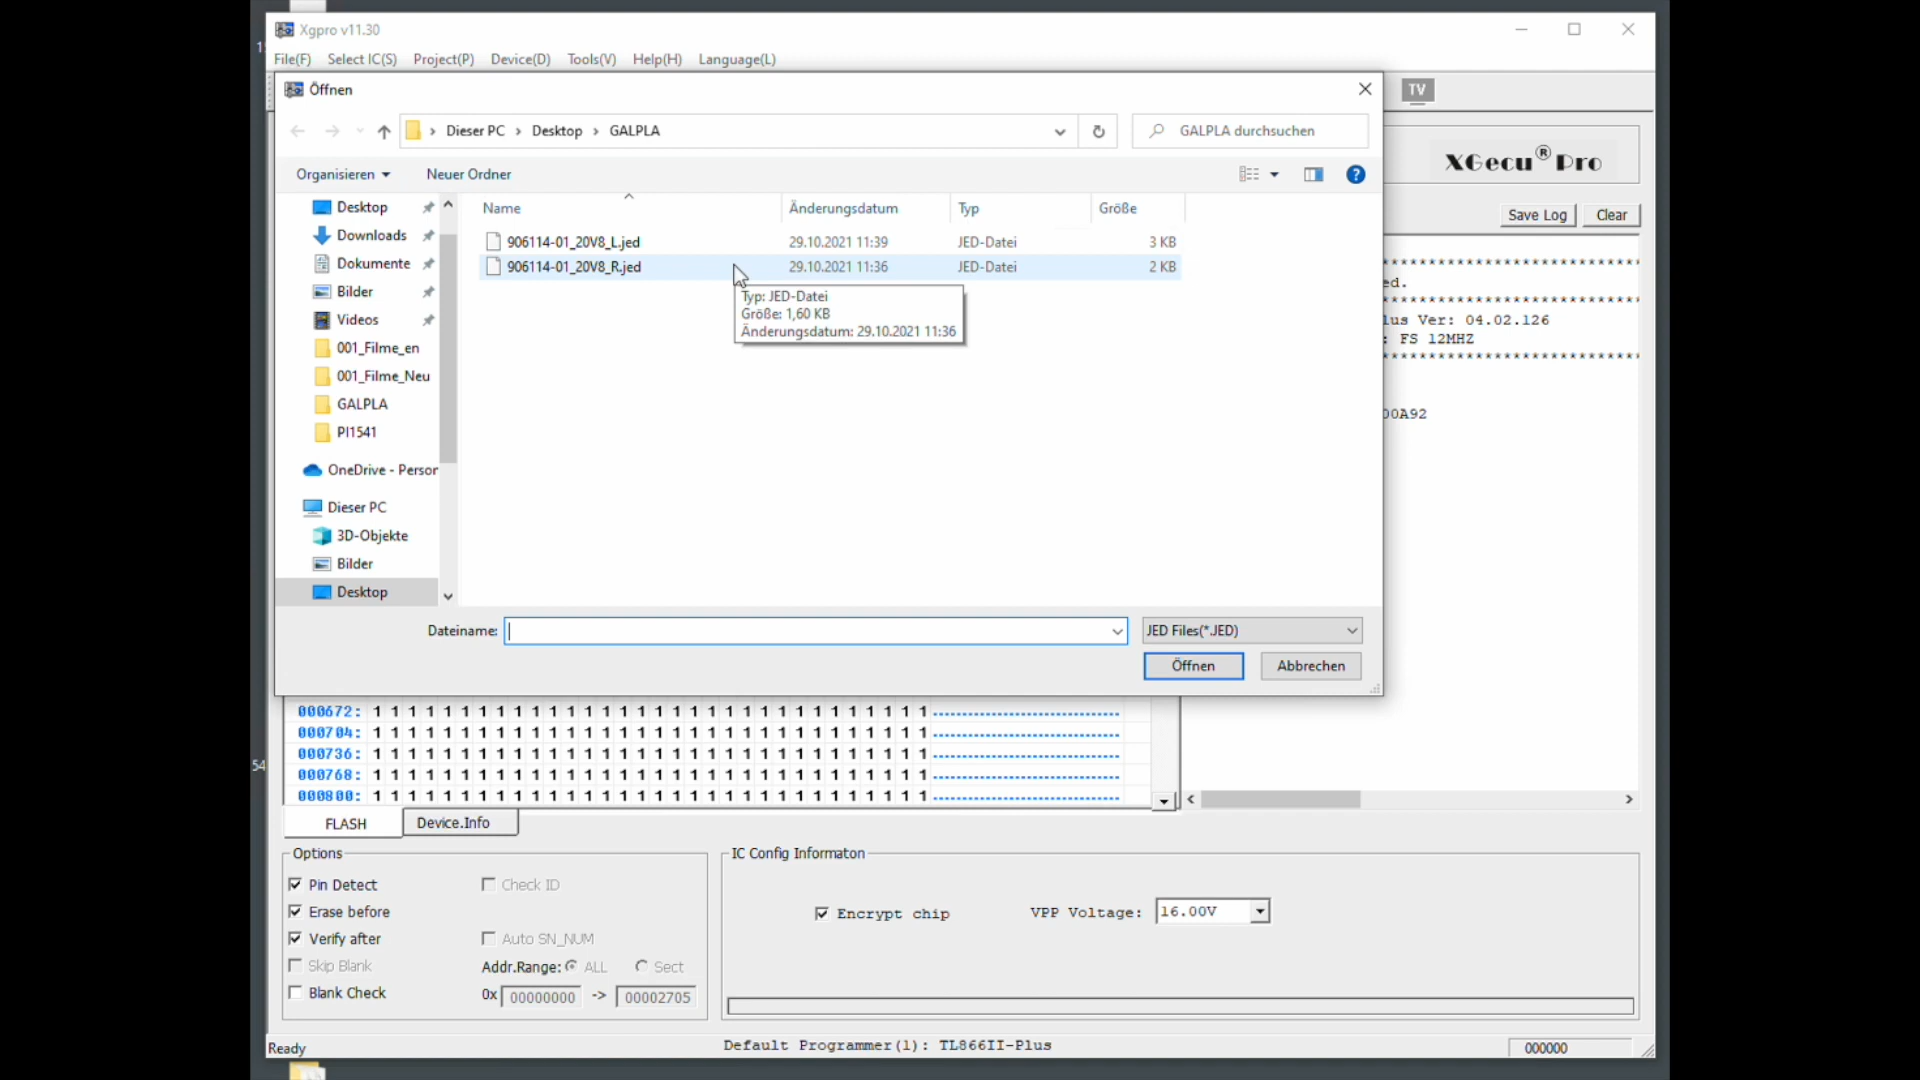 Xgpro v11.30
File(F) Select IC(S) Project(P) Device(D) Tools(V) Help(H) Language(L)
Öffnen
TV
Dieser PC > Desktop > GALPLA
GALPLA durchsuchen
XGecu® Pro
Organisieren Neuer Ordner
Save Log Clear
Name Änderungsdatum Typ Größe
906114-01_20V8_L.jed 29.10.2021 11:39 JED-Datei 3 KB
906114-01_20V8_R.jed 29.10.2021 11:36 JED-Datei 2 KB
Typ: JED-Datei
Größe: 1,60 KB
Änderungsdatum: 29.10.2021 11:36
Desktop
Downloads
Dokumente
Bilder
Videos
001_Filme_en
001_Filme_Neu
GALPLA
PI1541
OneDrive - Person
Dieser PC
3D-Objekte
Bilder
Desktop
*****************************
ed.
*****************************
lus Ver: 04.02.126
: FS 12MHZ
*****************************
00A92
Dateiname:
JED Files(*.JED)
Öffnen Abbrechen
000672: 1 1 1 1 1 1 1 1 1 1 1 1 1 1 1 1 1 1 1 1 1 1 1 1 1 1 1 1 1 1 1 1 ................................
000704: 1 1 1 1 1 1 1 1 1 1 1 1 1 1 1 1 1 1 1 1 1 1 1 1 1 1 1 1 1 1 1 1 ................................
000736: 1 1 1 1 1 1 1 1 1 1 1 1 1 1 1 1 1 1 1 1 1 1 1 1 1 1 1 1 1 1 1 1 ................................
000768: 1 1 1 1 1 1 1 1 1 1 1 1 1 1 1 1 1 1 1 1 1 1 1 1 1 1 1 1 1 1 1 1 ................................
000800: 1 1 1 1 1 1 1 1 1 1 1 1 1 1 1 1 1 1 1 1 1 1 1 1 1 1 1 1 1 1 1 1 ................................
54
FLASH Device.Info
Options
Pin Detect Check ID
Erase before
Verify after Auto SN_NUM
Skip Blank Addr.Range: ALL Sect
Blank Check 0x 00000000 -> 00002705
IC Config Informaton
Encrypt chip VPP Voltage: 16.00V
Ready Default Programmer(1): TL866II-Plus 000000